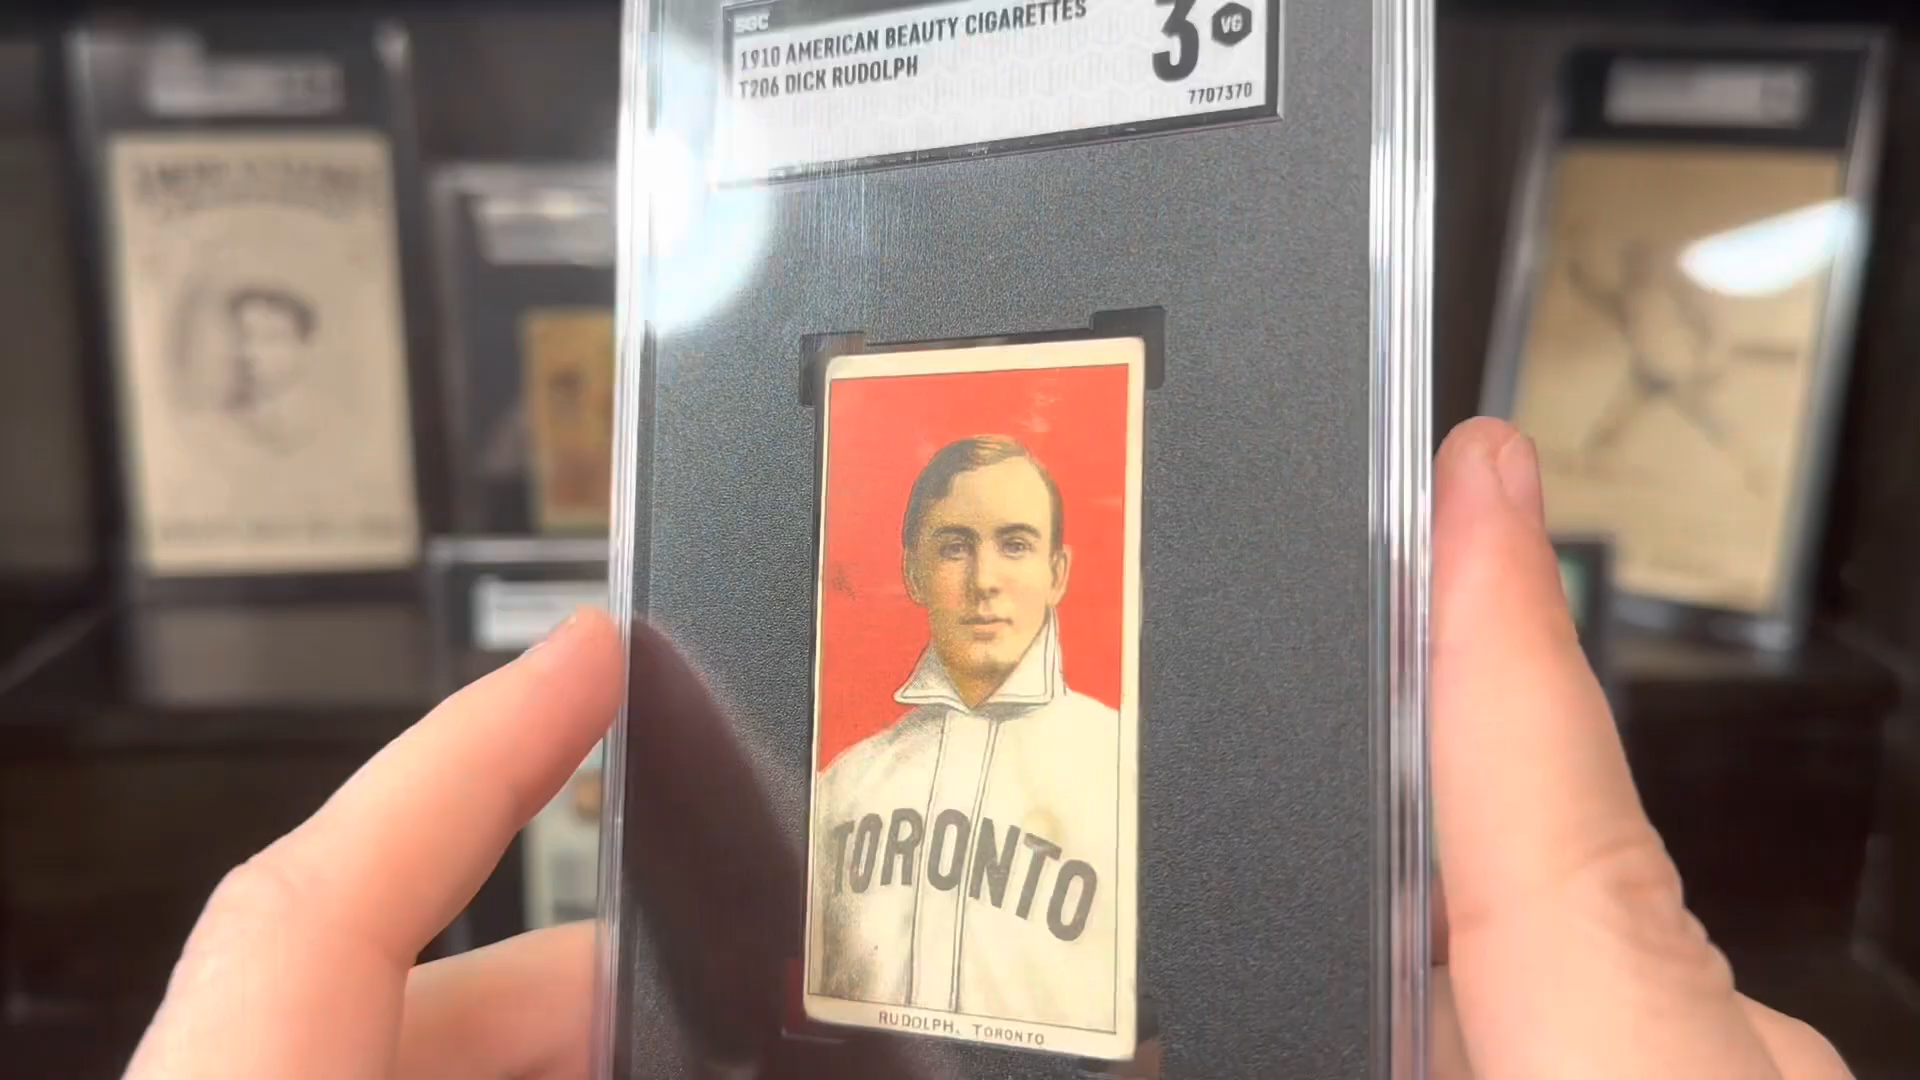 SGC
1910 AMERICAN BEAUTY CIGARETTES
T206 DICK RUDOLPH
3 VG
7707370
TORONTO
RUDOLPH, TORONTO